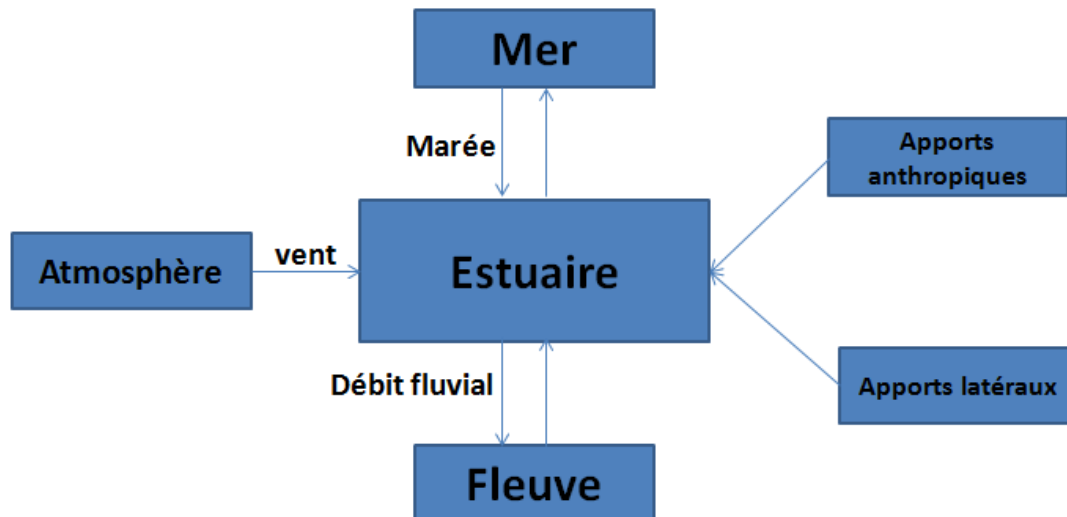 Mer
Marée
Apports
anthropiques
vent
Atmosphère
Estuaire
Débit fluvial
Apports latéraux
Fleuve